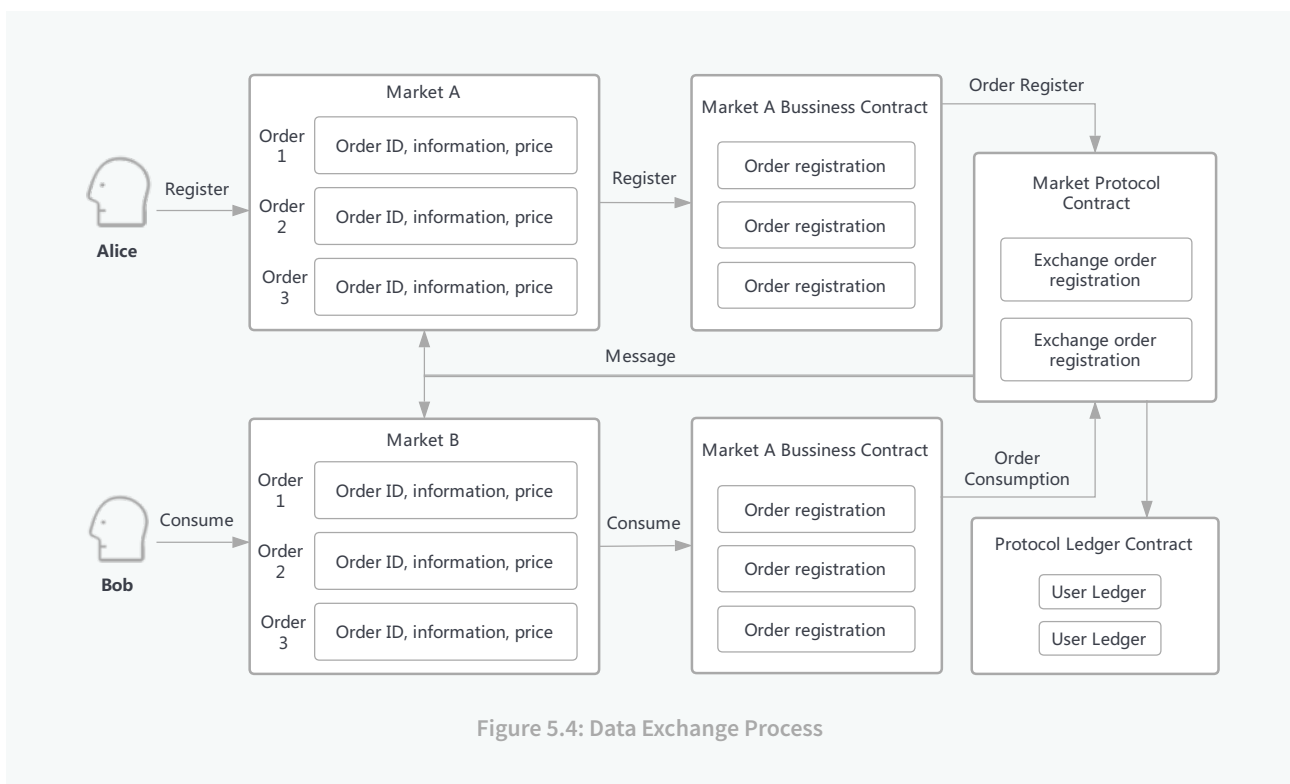 Market A
Order
1
Order ID, information, price
Order
2
Order ID, information, price
Order
3
Order ID, information, price
Register
Alice
Register
Market A Bussiness Contract
Order registration
Order registration
Order registration
Order Register
Market Protocol
Contract
Exchange order
registration
Exchange order
registration
Message
Market B
Order
1
Order ID, information, price
Order
2
Order ID, information, price
Order
3
Order ID, information, price
Consume
Bob
Consume
Market A Bussiness Contract
Order registration
Order registration
Order registration
Order
Consumption
Protocol Ledger Contract
User Ledger
User Ledger
Figure 5.4: Data Exchange Process